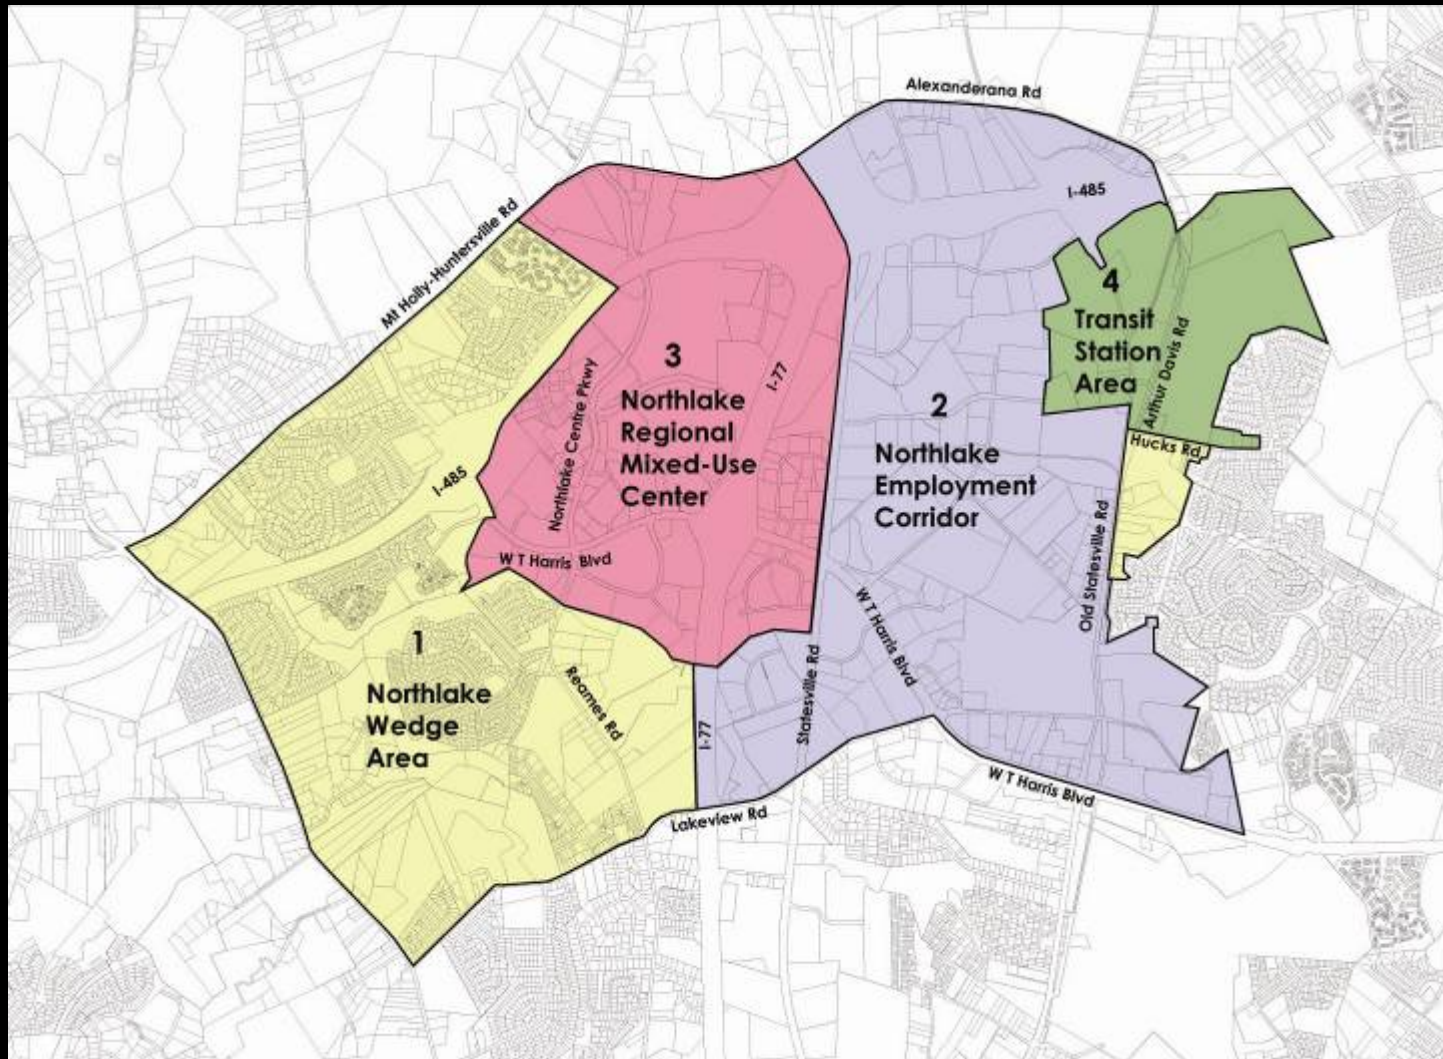 Alexanderana Rd
I-485
Mt Holly-Huntersville Rd
4
Transit
Station
Area
Arthur Davis Rd
3
Northlake
Regional
Mixed-Use
Center
Northlake Centre Pkwy
I-77
2
Northlake
Employment
Corridor
Hucks Rd
I-485
W T Harris Blvd
Old Statesville Rd
W T Harris Blvd
1
Northlake
Wedge
Area
Reames Rd
I-77
Statesville Rd
W T Harris Blvd
Lakeview Rd